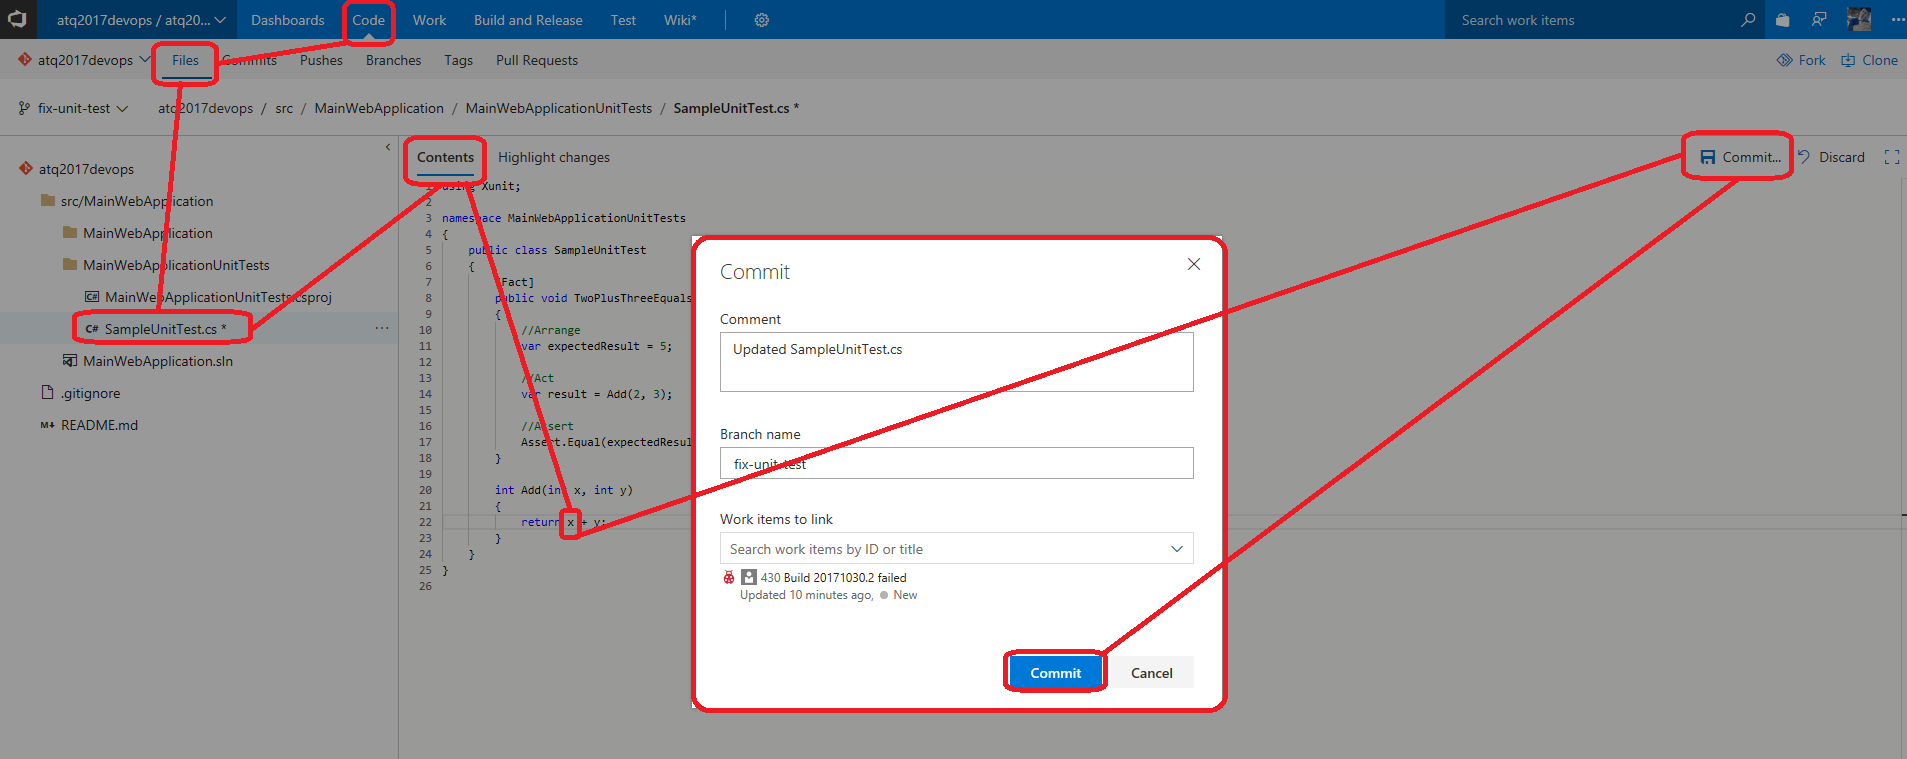 atq2017devops / atq20... Dashboards Code Work Build and Release Test Wiki* Search work items
atq2017devops Files Commits Pushes Branches Tags Pull Requests Fork Clone
fix-unit-test atq2017devops / src / MainWebApplication / MainWebApplicationUnitTests / SampleUnitTest.cs *
atq2017devops
src/MainWebApplication
MainWebApplication
MainWebApplicationUnitTests
C# MainWebApplicationUnitTests.csproj
C# SampleUnitTest.cs * ...
MainWebApplication.sln
.gitignore
M+ README.md
Contents Highlight changes Commit... Discard
1 using Xunit;
2
3 namespace MainWebApplicationUnitTests
4 {
5 public class SampleUnitTest
6 {
7 [Fact]
8 public void TwoPlusThreeEquals
9 {
10 //Arrange
11 var expectedResult = 5;
12
13 //Act
14 var result = Add(2, 3);
15
16 //Assert
17 Assert.Equal(expectedResul
18 }
19
20 int Add(int x, int y)
21 {
22 return x + y;
23 }
24 }
25 }
26
Commit
Comment
Updated SampleUnitTest.cs
Branch name
fix-unit-test
Work items to link
Search work items by ID or title
430 Build 20171030.2 failed
Updated 10 minutes ago, New
Commit Cancel